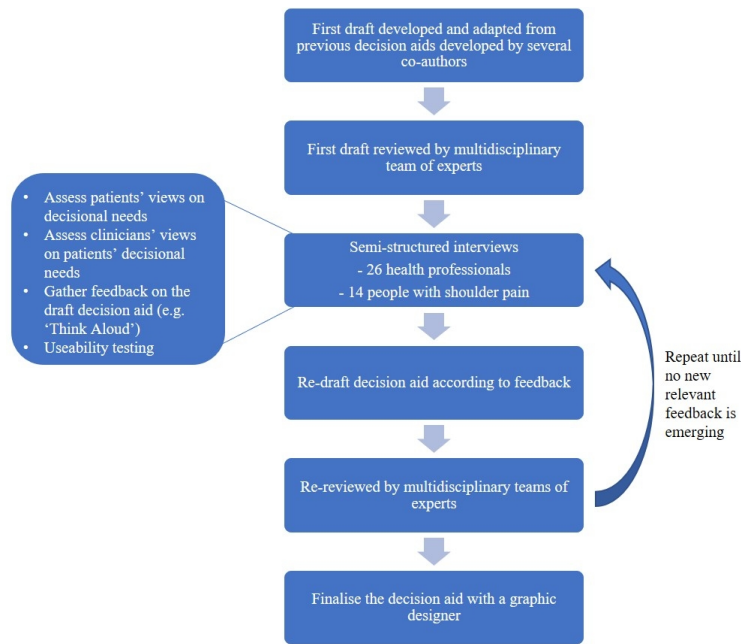 First draft developed and adapted from
previous decision aids developed by several
co-authors
First draft reviewed by multidisciplinary
team of experts
• Assess patients’ views on
decisional needs
• Assess clinicians’ views
on patients’ decisional
needs
• Gather feedback on the
draft decision aid (e.g.
‘Think Aloud’)
• Useability testing
Semi-structured interviews
- 26 health professionals
- 14 people with shoulder pain
Re-draft decision aid according to feedback
Repeat until
no new
relevant
feedback is
emerging
Re-reviewed by multidisciplinary teams of
experts
Finalise the decision aid with a graphic
designer